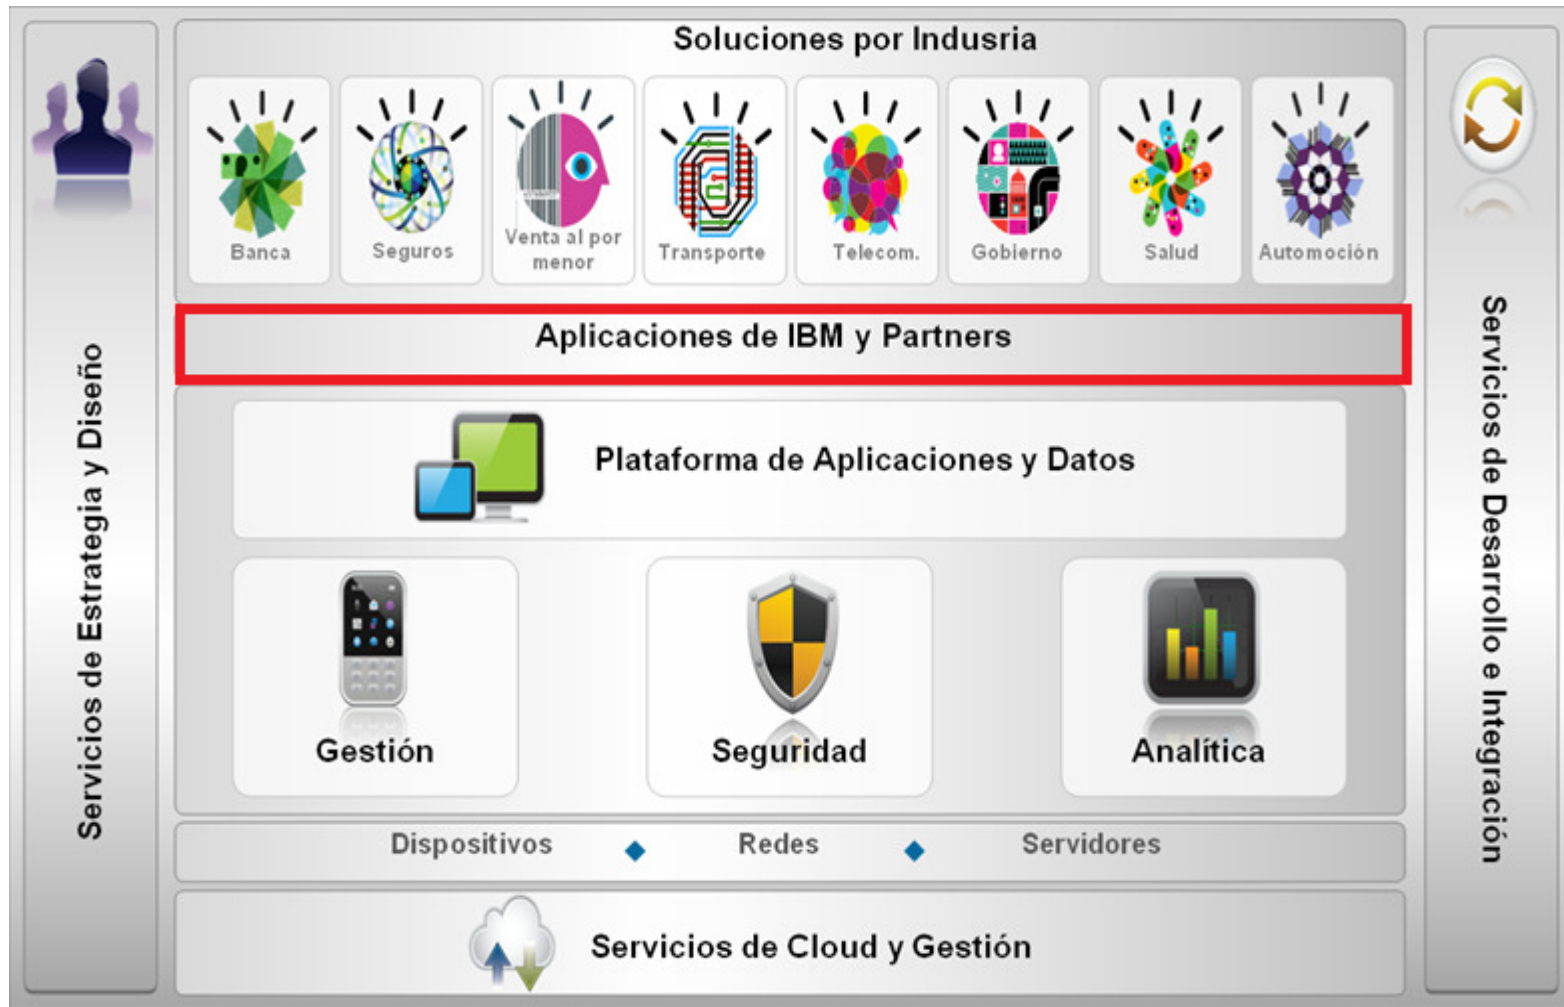 Servicios de Estrategia y Diseño
Soluciones por Indusria
Banca
Seguros
Venta al por
menor
Transporte
Telecom.
Gobierno
Salud
Automoción
Aplicaciones de IBM y Partners
Plataforma de Aplicaciones y Datos
Gestión
Seguridad
Analítica
Dispositivos
Redes
Servidores
Servicios de Cloud y Gestión
Servicios de Desarrollo e Integración